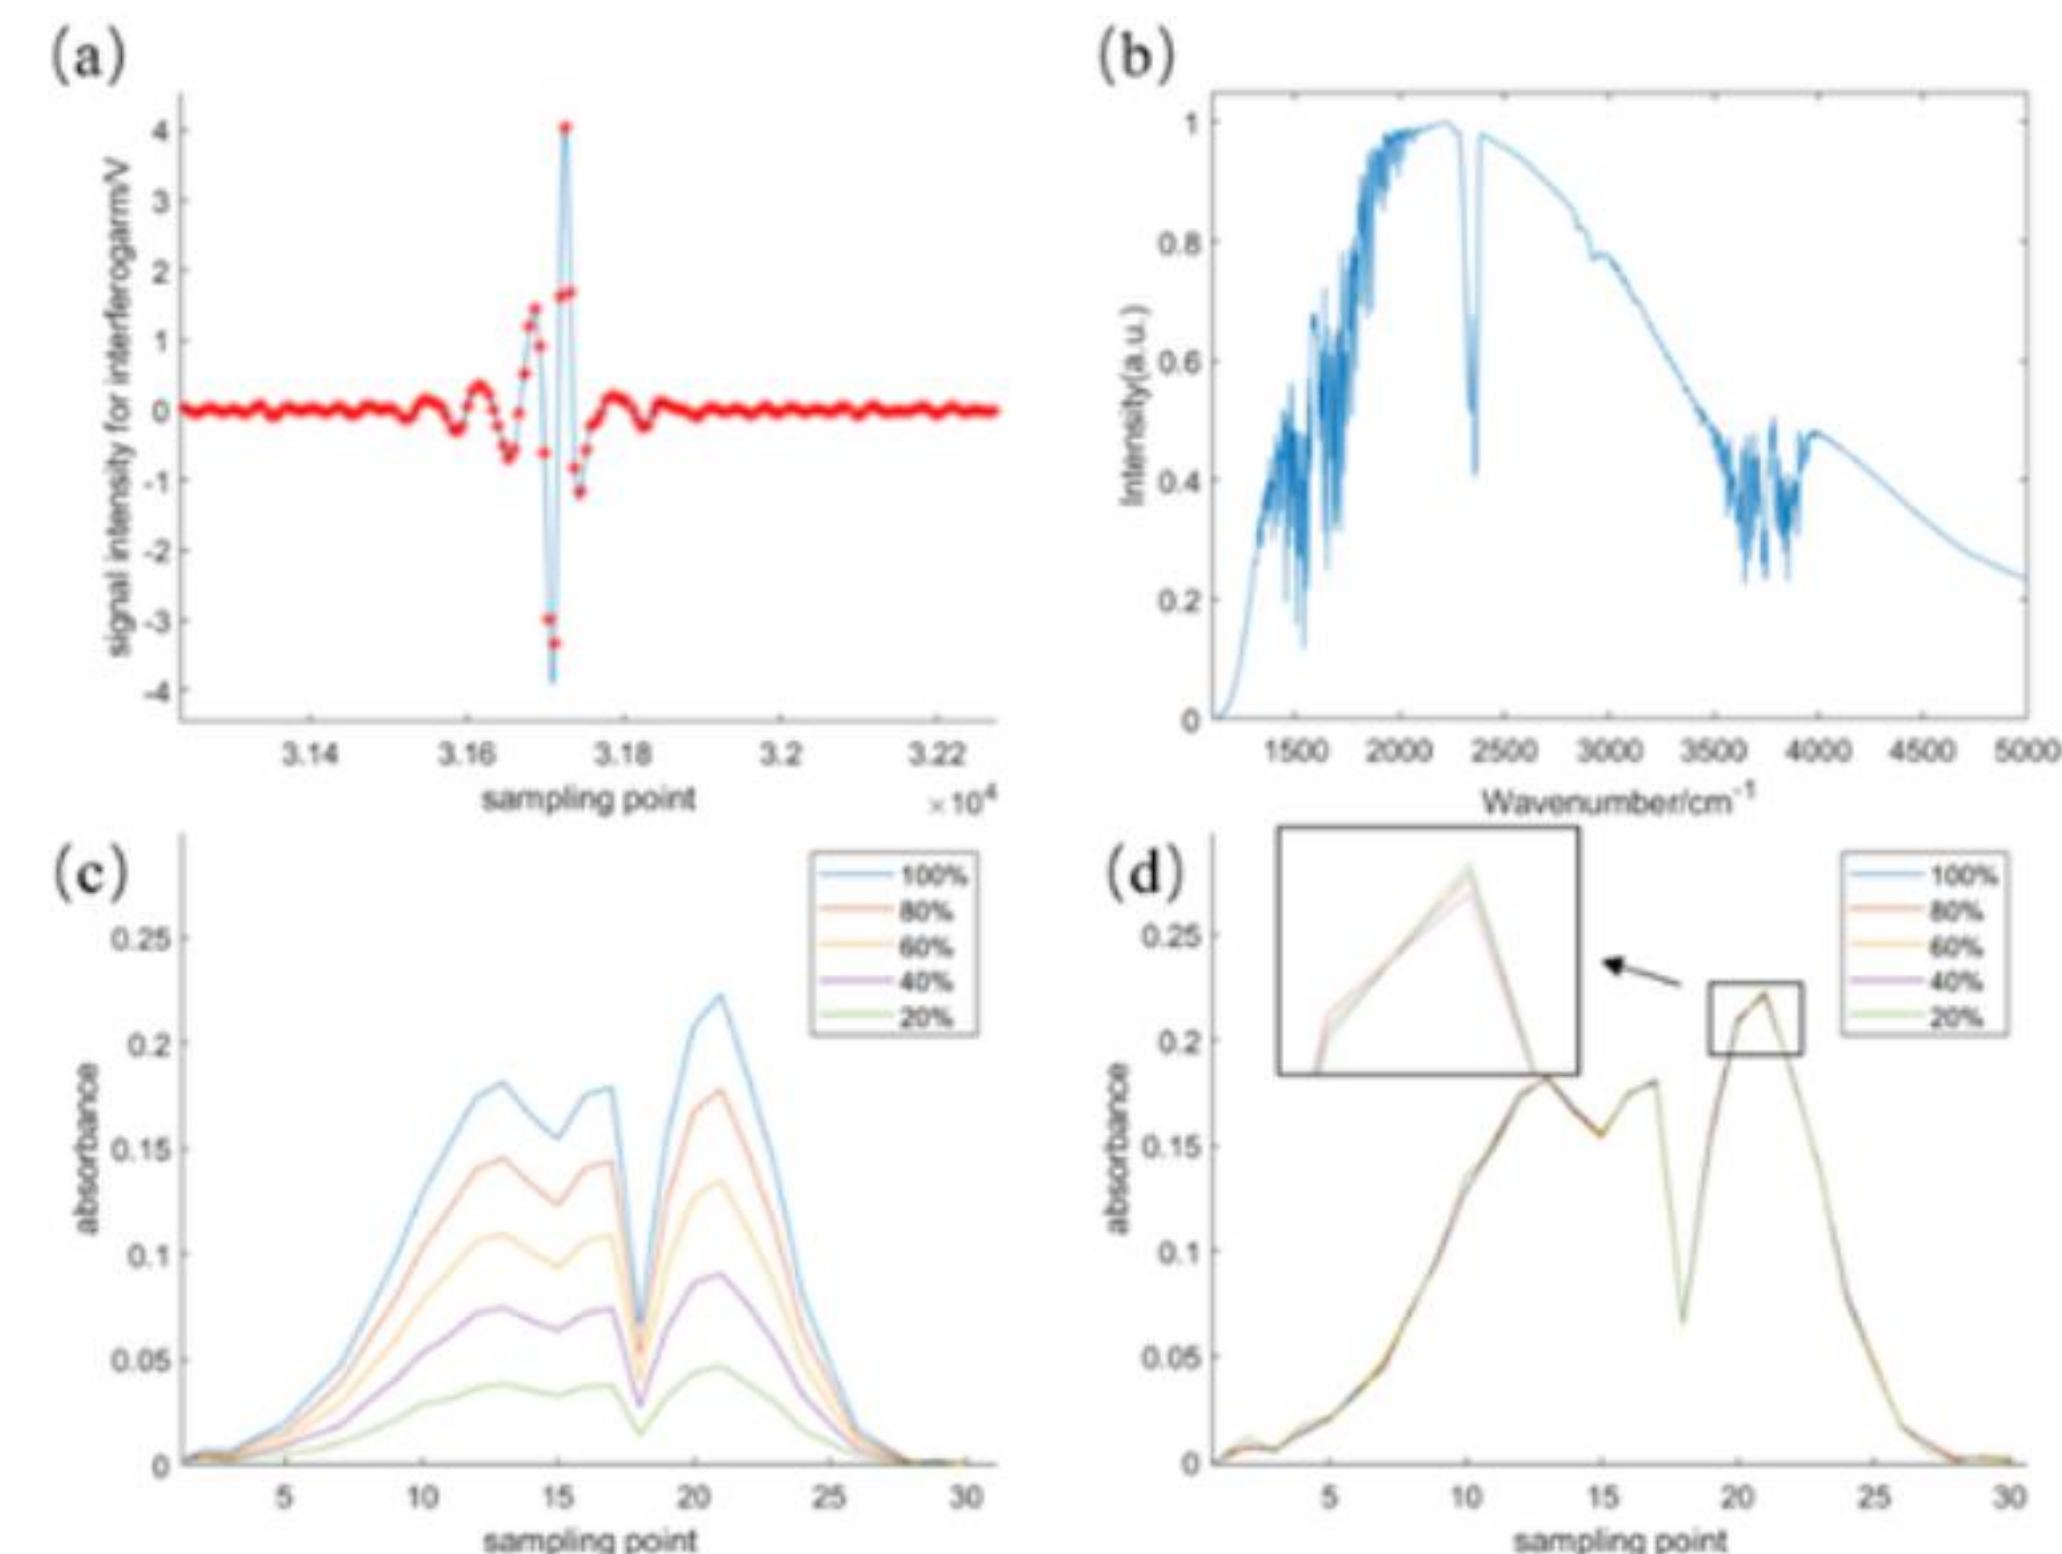 (a)
signal intensity for interferogarm/V
4
3
2
1
0
-1
-2
-3
-4
3.14 3.16 3.18 3.2 3.22
sampling point ×10⁴
(b)
Intensity(a.u.)
1
0.8
0.6
0.4
0.2
0
1500 2000 2500 3000 3500 4000 4500 5000
Wavenumber/cm⁻¹
(c)
100%
80%
60%
40%
20%
absorbance
0.25
0.2
0.15
0.1
0.05
0
5 10 15 20 25 30
sampling point
(d)
100%
80%
60%
40%
20%
absorbance
0.25
0.2
0.15
0.1
0.05
0
5 10 15 20 25 30
sampling point